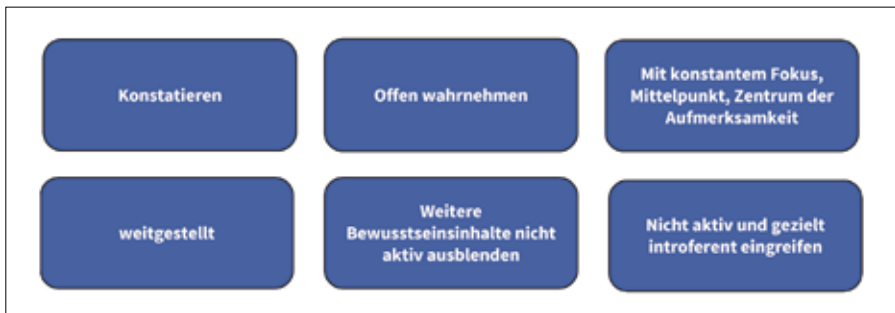 Konstatieren
Offen wahrnehmen
Mit konstantem Fokus,
Mittelpunkt, Zentrum der
Aufmerksamkeit
weitgestellt
Weitere
Bewusstseinsinhalte nicht
aktiv ausblenden
Nicht aktiv und gezielt
introferent eingreifen